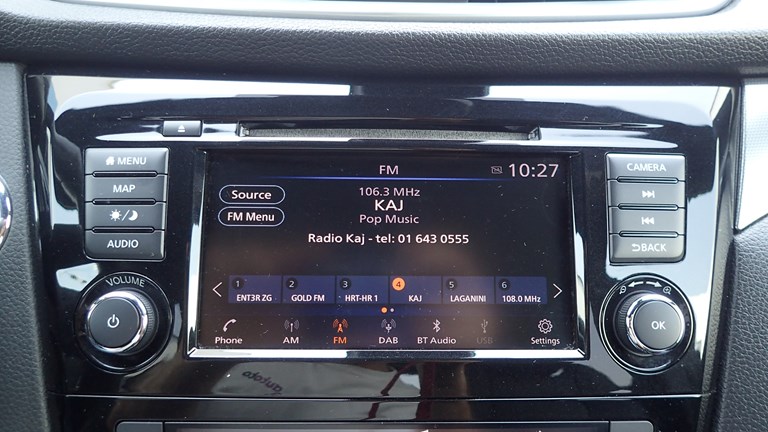 MENU
MAP
AUDIO
VOLUME
FM
10:27
Source
FM Menu
106.3 MHz
KAJ
Pop Music
Radio Kaj - tel: 01 643 0555
1 ENT3R ZG
2 GOLD FM
3 HRT-HR 1
4 KAJ
5 LAGANINI
6 108.0 MHz
Phone
AM
FM
DAB
BT Audio
USB
Settings
CAMERA
BACK
OK